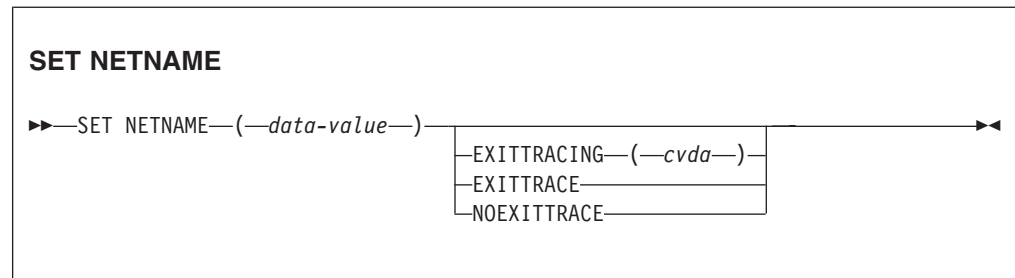 SET NETNAME
SET NETNAME ( data-value )
EXITTRACING ( cvda )
EXITTRACE
NOEXITTRACE